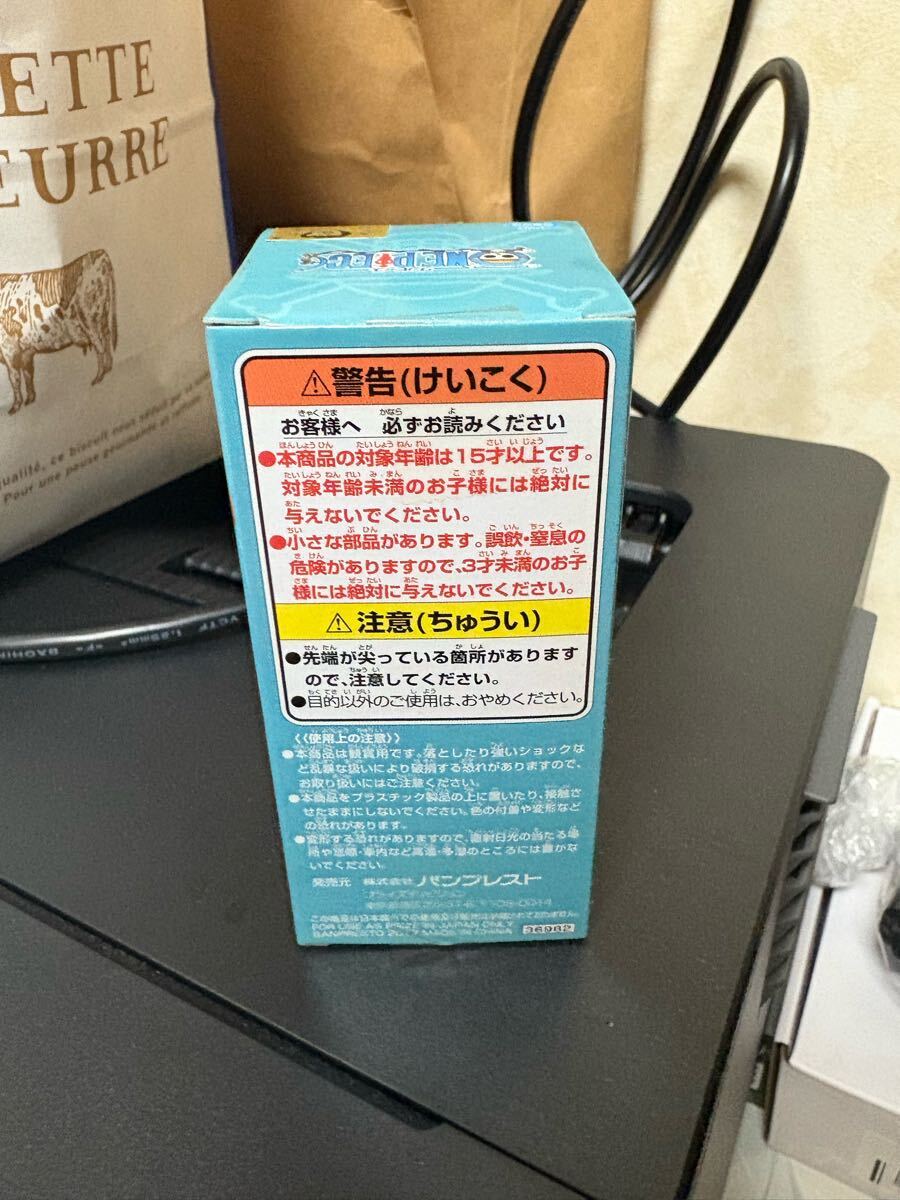 ETTE
EURRE
ONE PIECE
⚠警告(けいこく)
お客様へ 必ずお読みください
●本商品の対象年齢は15才以上です。
対象年齢未満のお子様には絶対に
与えないでください。
●小さな部品があります。誤飲・窒息の
危険がありますので、3才未満のお子
様には絶対に与えないでください。
⚠注意(ちゅうい)
●先端が尖っている箇所があります
ので、注意してください。
●目的以外のご使用は、おやめください。
《使用上の注意》
●本商品は観賞用です。落としたり強いショックな
ど乱暴な扱いにより破損する恐れがありますので、
お取り扱いにはご注意ください。
●本商品をプラスチック製品の上に置いたり、接触さ
せたままにしないでください。色の付着や変形など
の恐れがあります。
●変形する恐れがありますので、直射日光の当たる場
所や窓際・車内など高温・多湿のところには置かな
いでください。
発売元 株式会社バンプレスト
FOR USE AS PRIZE IN JAPAN ONLY
BANPRESTO 2017 MADE IN CHINA
36982